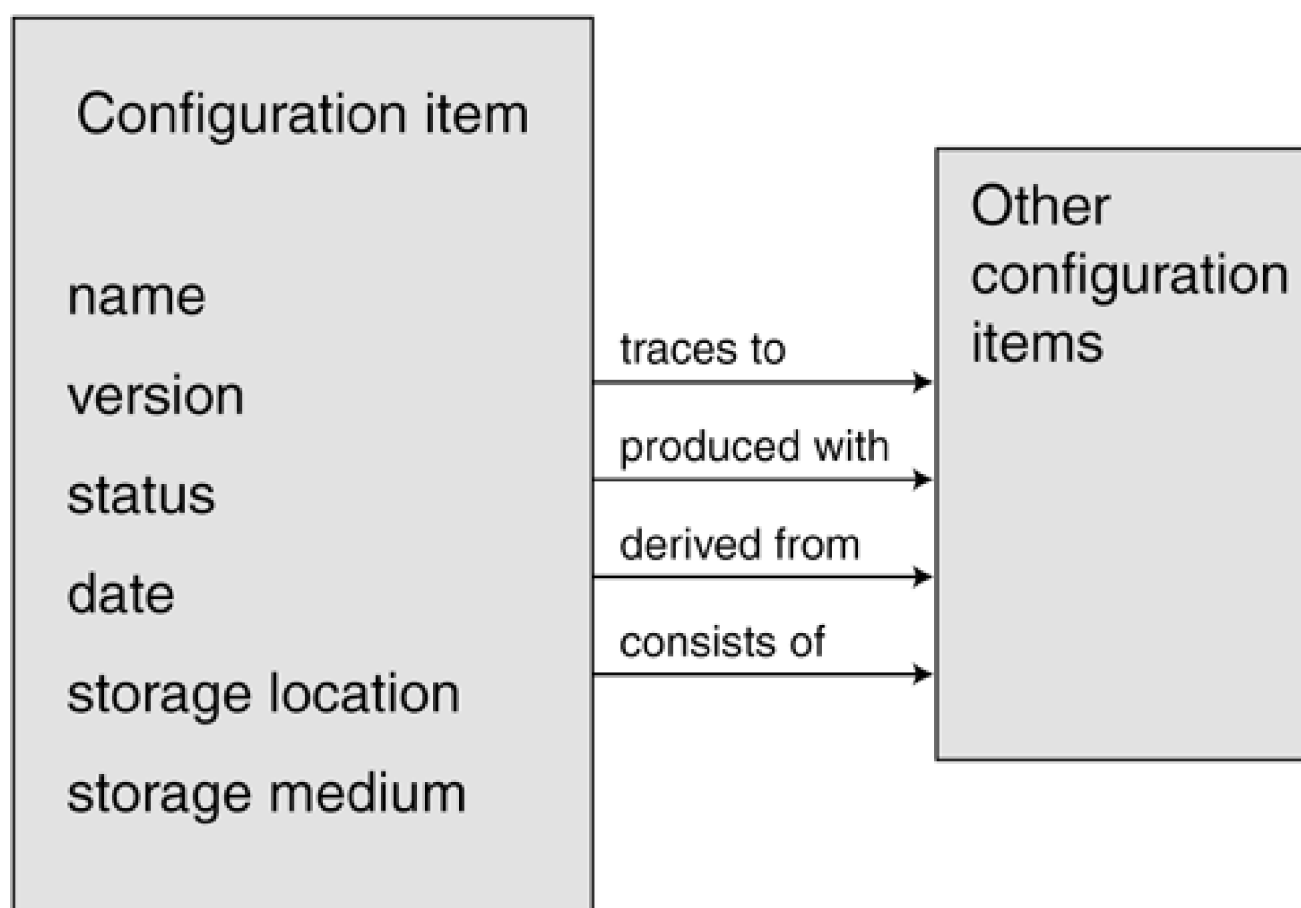 Configuration item
name
version
status
date
storage location
storage medium
traces to
produced with
derived from
consists of
Other
configuration
items